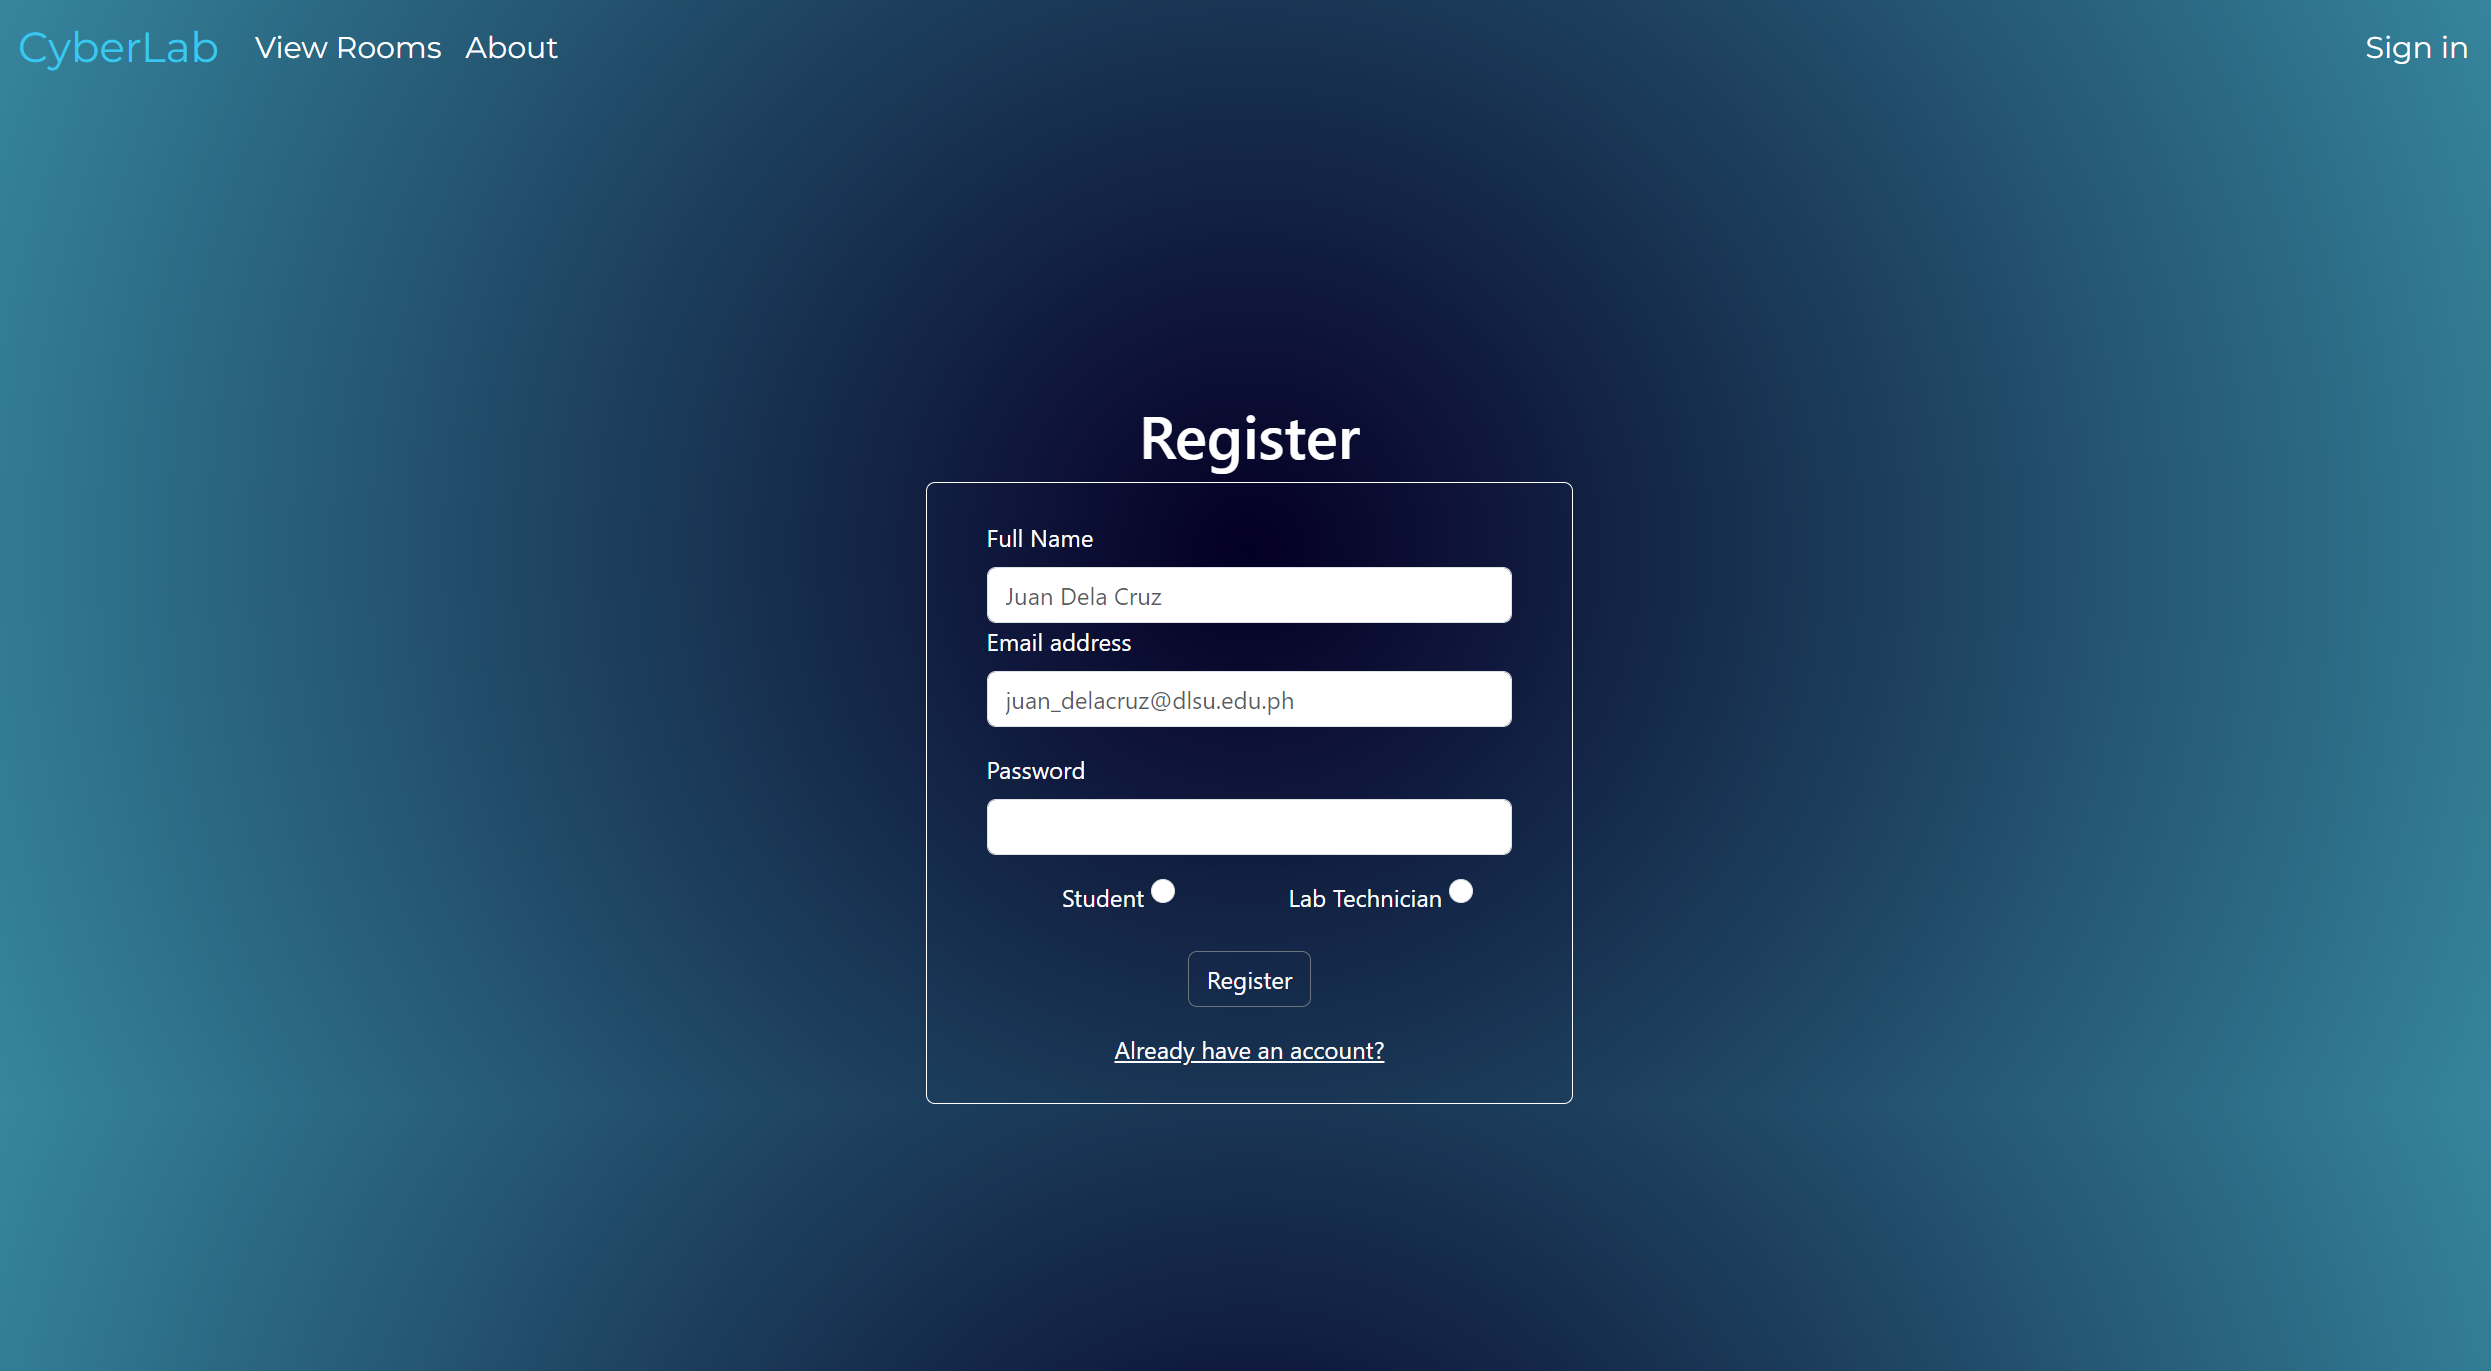 CyberLab View Rooms About Sign in
Register
Full Name
Juan Dela Cruz
Email address
juan_delacruz@dlsu.edu.ph
Password
Student Lab Technician
Register
Already have an account?